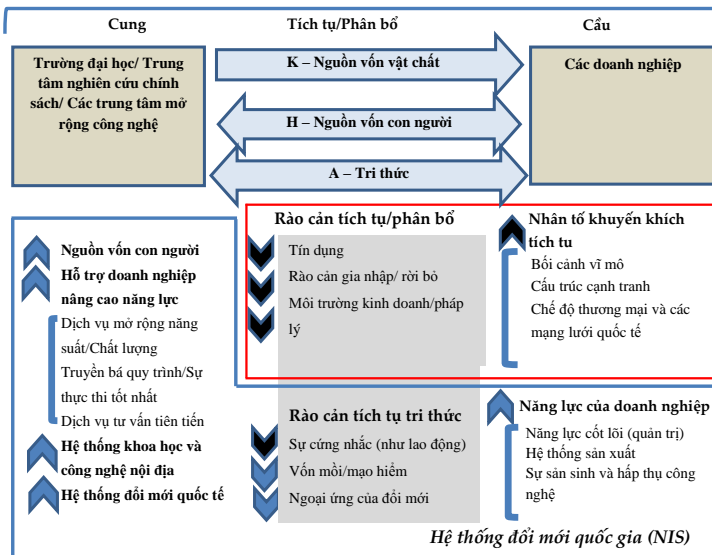 Cung
Tích tụ/Phân bổ
Cầu
Trường đại học/ Trung
tâm nghiên cứu chính
sách/ Các trung tâm mở
rộng công nghệ
K – Nguồn vốn vật chất
H – Nguồn vốn con người
A – Tri thức
Các doanh nghiệp
Nguồn vốn con người
Hỗ trợ doanh nghiệp
nâng cao năng lực
Dịch vụ mở rộng năng
suất/Chất lượng
Truyền bá quy trình/Sự
thực thi tốt nhất
Dịch vụ tư vấn tiên tiến
Hệ thống khoa học và
công nghệ nội địa
Hệ thống đổi mới quốc tế
Rào cản tích tụ/phân bổ
Tín dụng
Rào cản gia nhập/ rời bỏ
Môi trường kinh doanh/pháp
lý
Nhân tố khuyến khích
tích tu
Bối cảnh vĩ mô
Cấu trúc cạnh tranh
Chế độ thương mại và các
mạng lưới quốc tế
Rào cản tích tụ tri thức
Sự cứng nhắc (như lao động)
Vốn mồi/mạo hiểm
Ngoại ứng của đổi mới
Năng lực của doanh nghiệp
Năng lực cốt lõi (quản trị)
Hệ thống sản xuất
Sự sản sinh và hấp thụ công
nghệ
Hệ thống đổi mới quốc gia (NIS)